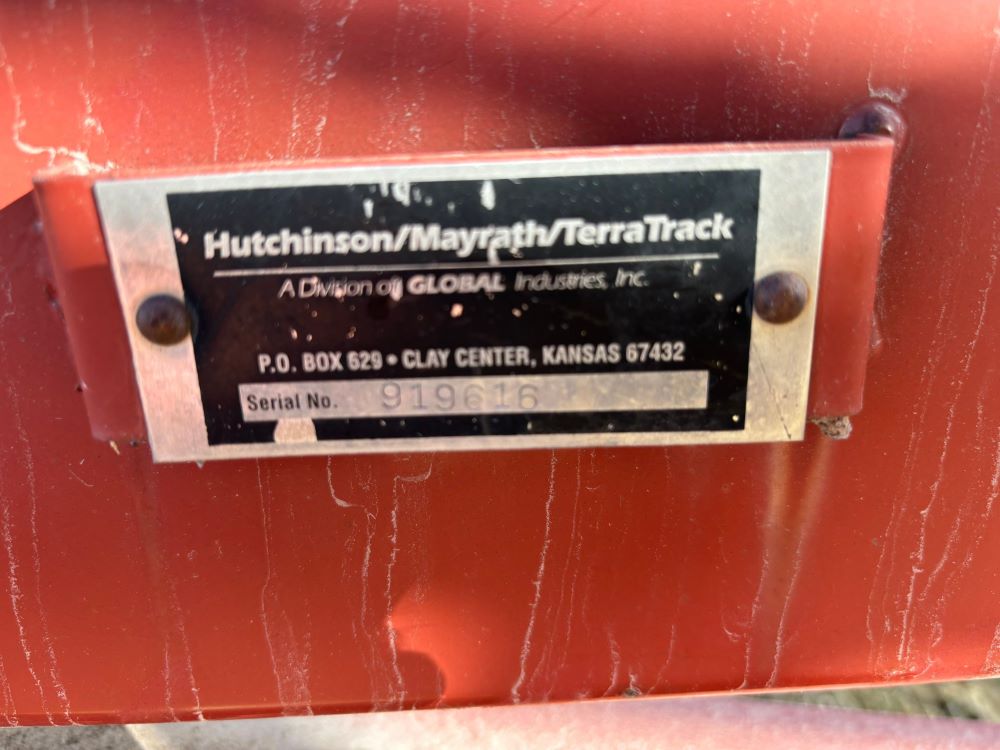 Hutchinson/Mayrath/TerraTrack
A Division of GLOBAL Industries, Inc.
P.O. BOX 629 • CLAY CENTER, KANSAS 67432
Serial No. 919616